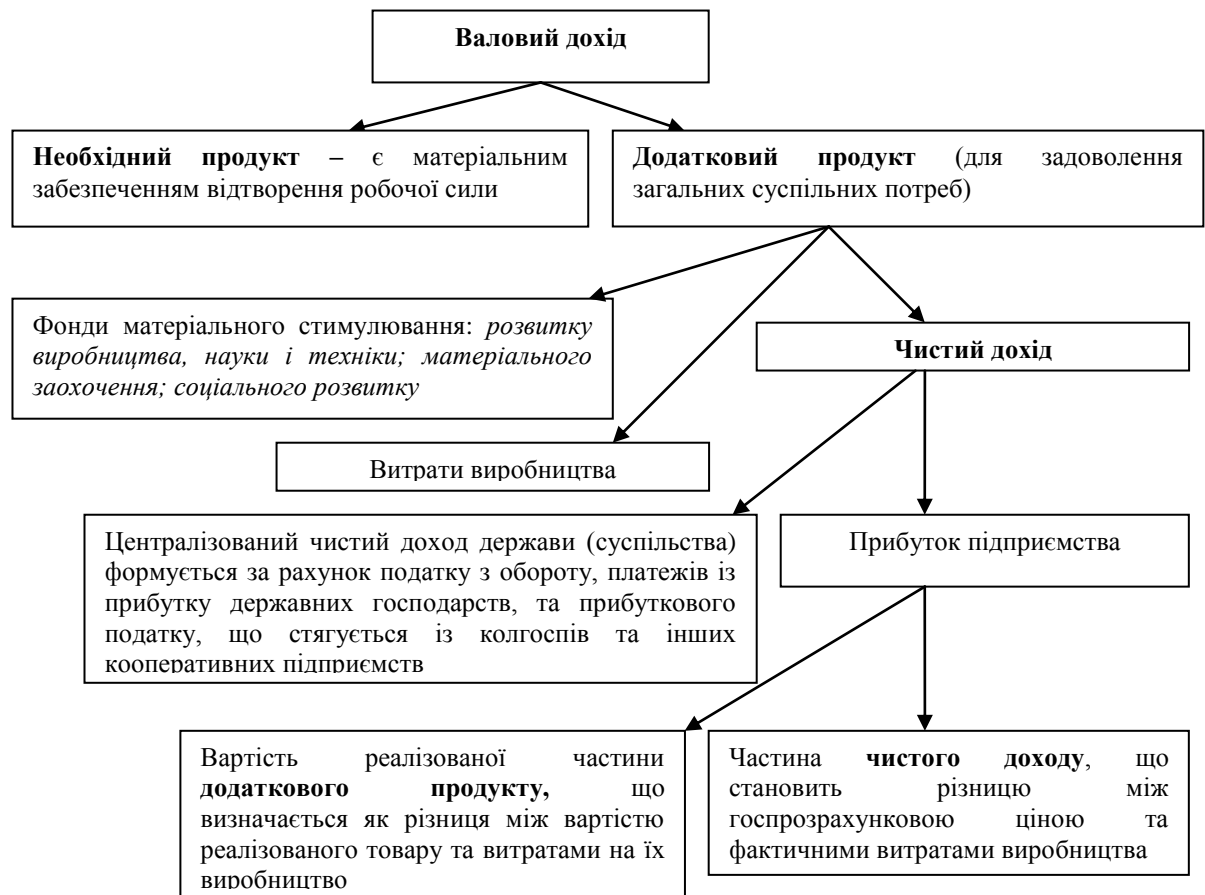 Валовий дохід
Необхідний продукт – є матеріальним
забезпеченням відтворення робочої сили
Додатковий продукт (для задоволення
загальних суспільних потреб)
Фонди матеріального стимулювання: розвитку
виробництва, науки і техніки; матеріального
заохочення; соціального розвитку
Чистий дохід
Витрати виробництва
Централізований чистий доход держави (суспільства)
формується за рахунок податку з обороту, платежів із
прибутку державних господарств, та прибуткового
податку, що стягується із колгоспів та інших
кооперативних підприємств
Прибуток підприємства
Вартість реалізованої частини
додаткового продукту, що
визначається як різниця між вартістю
реалізованого товару та витратами на їх
виробництво
Частина чистого доходу, що
становить різницю між
госпрозрахунковою ціною та
фактичними витратами виробництва